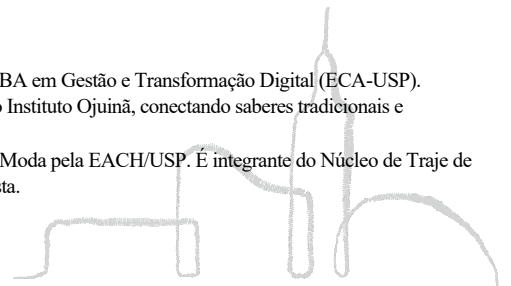 BA em Gestão e Transformação Digital (ECA-USP).
o Instituto Ojuinã, conectando saberes tradicionais e
Moda pela EACH/USP. É integrante do Núcleo de Traje de
sta.